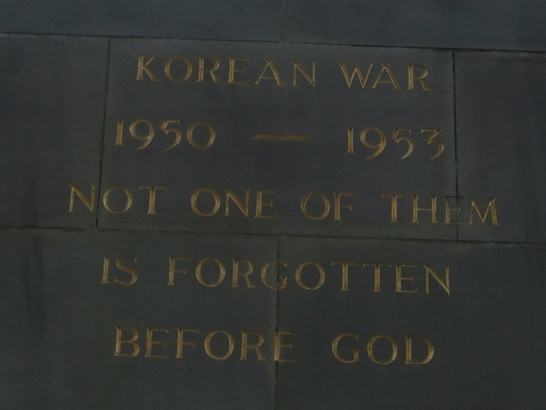 KOREAN WAR
1950 — 1953
NOT ONE OF THEM
IS FORGOTTEN
BEFORE GOD